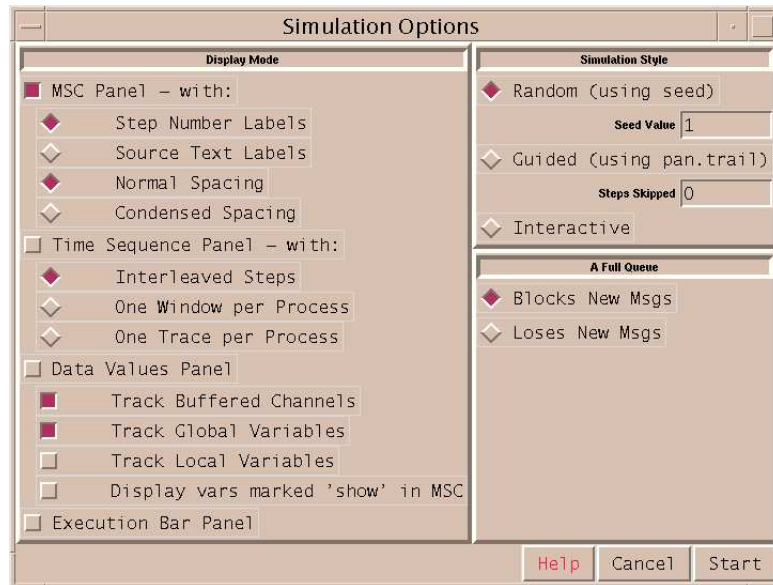 Simulation Options
Display Mode
MSC Panel – with:
Step Number Labels
Source Text Labels
Normal Spacing
Condensed Spacing
Time Sequence Panel – with:
Interleaved Steps
One Window per Process
One Trace per Process
Data Values Panel
Track Buffered Channels
Track Global Variables
Track Local Variables
Display vars marked 'show' in MSC
Execution Bar Panel
Simulation Style
Random (using seed)
Seed Value 1
Guided (using pan.trail)
Steps Skipped 0
Interactive
A Full Queue
Blocks New Msgs
Loses New Msgs
Help Cancel Start